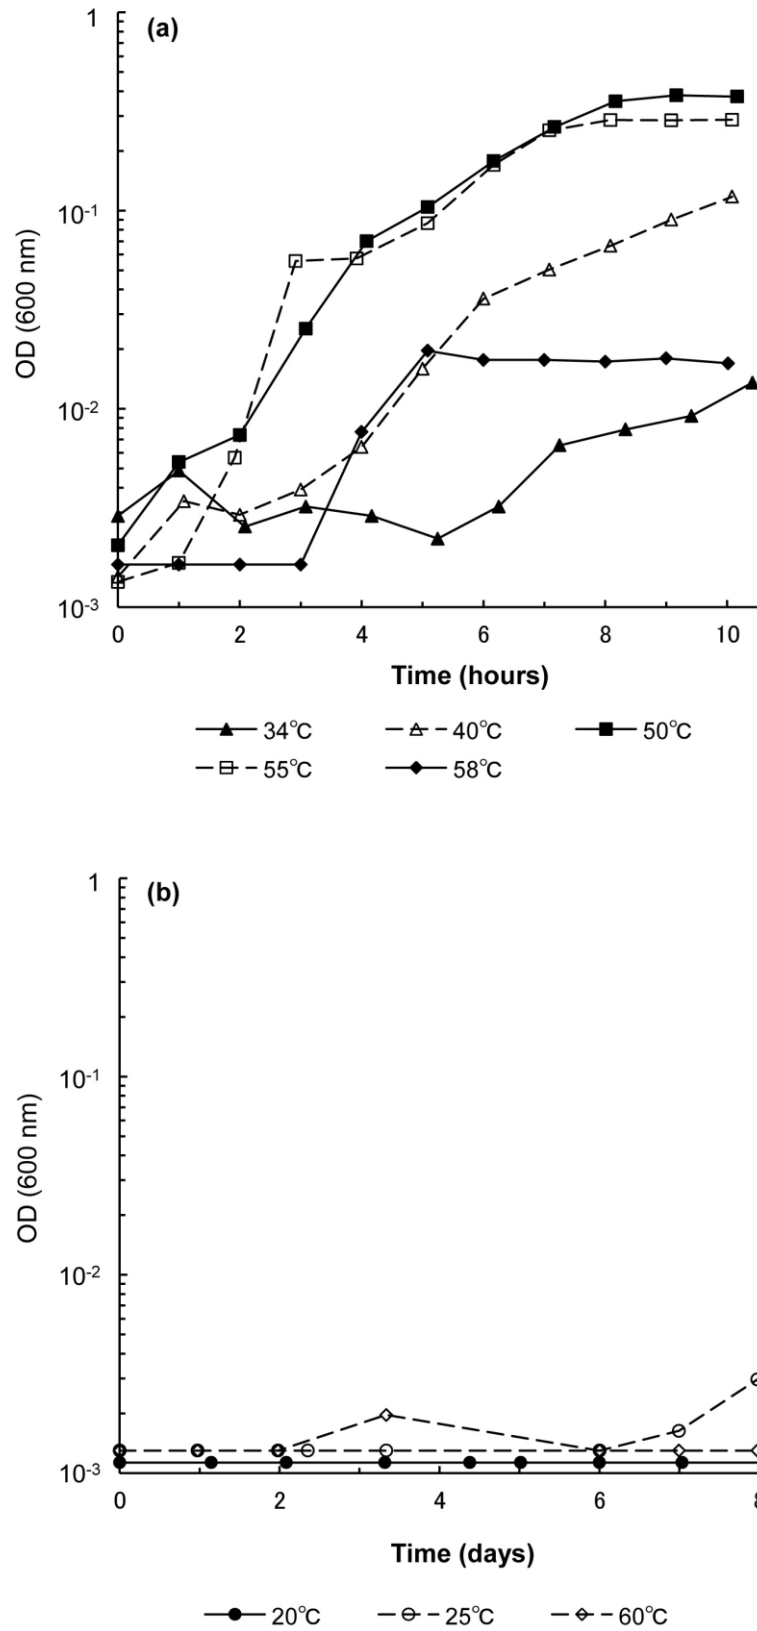 (a)
1
10-1
10-2
10-3
OD (600 nm)
0 2 4 6 8 10
Time (hours)
34℃ 40℃ 50℃
55℃ 58℃
(b)
1
10-1
10-2
10-3
OD (600 nm)
0 2 4 6 8
Time (days)
20℃ 25℃ 60℃